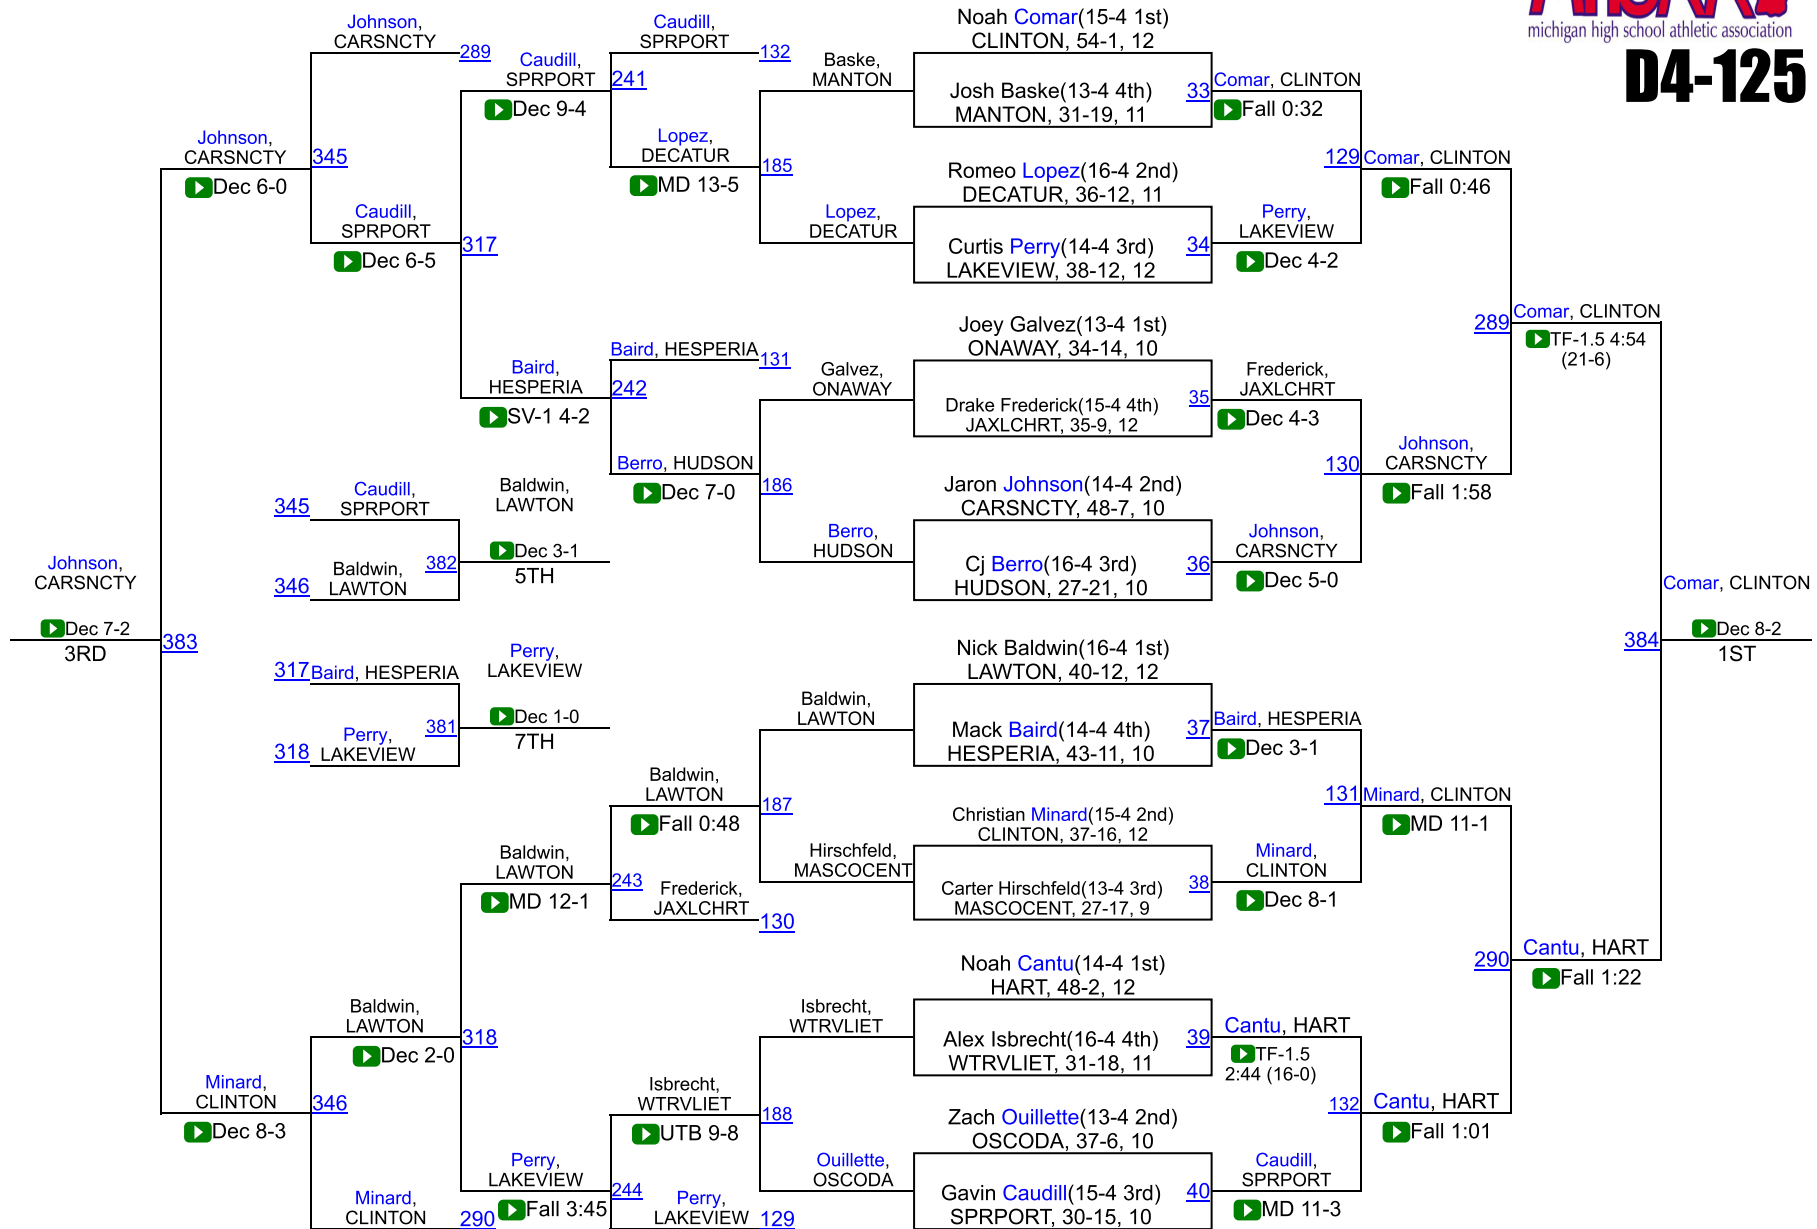 michigan high school athletic association
D4-125
Johnson,
CARSNCTY
289
Caudill,
SPRPORT
Dec 9-4
241
Caudill,
SPRPORT
132
Baske,
MANTON
Noah Comar(15-4 1st)
CLINTON, 54-1, 12
Josh Baske(13-4 4th)
MANTON, 31-19, 11
33
Comar, CLINTON
Fall 0:32
Johnson,
CARSNCTY
Dec 6-0
345
Lopez,
DECATUR
MD 13-5
185
Romeo Lopez(16-4 2nd)
DECATUR, 36-12, 11
129
Comar, CLINTON
Fall 0:46
Caudill,
SPRPORT
Dec 6-5
317
Lopez,
DECATUR
Curtis Perry(14-4 3rd)
LAKEVIEW, 38-12, 12
34
Perry,
LAKEVIEW
Dec 4-2
289
Comar, CLINTON
TF-1.5 4:54
(21-6)
Baird,
HESPERIA
SV-1 4-2
242
Baird, HESPERIA
131
Galvez,
ONAWAY
Joey Galvez(13-4 1st)
ONAWAY, 34-14, 10
Drake Frederick(15-4 4th)
JAXLCHRT, 35-9, 12
35
Frederick,
JAXLCHRT
Dec 4-3
Berro, HUDSON
Dec 7-0
186
130
Johnson,
CARSNCTY
Fall 1:58
345
Caudill,
SPRPORT
Baldwin,
LAWTON
Dec 3-1
5TH
382
346
Baldwin,
LAWTON
Berro,
HUDSON
Jaron Johnson(14-4 2nd)
CARSNCTY, 48-7, 10
Cj Berro(16-4 3rd)
HUDSON, 27-21, 10
36
Johnson,
CARSNCTY
Dec 5-0
Johnson,
CARSNCTY
Dec 7-2
3RD
383
Comar, CLINTON
384
Dec 8-2
1ST
317
Baird, HESPERIA
Perry,
LAKEVIEW
Dec 1-0
7TH
381
318
Perry,
LAKEVIEW
Baldwin,
LAWTON
Nick Baldwin(16-4 1st)
LAWTON, 40-12, 12
Mack Baird(14-4 4th)
HESPERIA, 43-11, 10
37
Baird, HESPERIA
Dec 3-1
Baldwin,
LAWTON
Fall 0:48
187
131
Minard, CLINTON
MD 11-1
Baldwin,
LAWTON
MD 12-1
243
Frederick,
JAXLCHRT
130
Hirschfeld,
MASCOCENT
Christian Minard(15-4 2nd)
CLINTON, 37-16, 12
Carter Hirschfeld(13-4 3rd)
MASCOCENT, 27-17, 9
38
Minard,
CLINTON
Dec 8-1
290
Cantu, HART
Fall 1:22
Baldwin,
LAWTON
Dec 2-0
318
Isbrecht,
WTRVLIET
Noah Cantu(14-4 1st)
HART, 48-2, 12
Alex Isbrecht(16-4 4th)
WTRVLIET, 31-18, 11
39
Cantu, HART
TF-1.5
2:44 (16-0)
Minard,
CLINTON
Dec 8-3
346
Isbrecht,
WTRVLIET
UTB 9-8
188
132
Cantu, HART
Fall 1:01
Minard,
CLINTON
290
Perry,
LAKEVIEW
Fall 3:45
244
Perry,
LAKEVIEW
129
Ouillette,
OSCODA
Zach Ouillette(13-4 2nd)
OSCODA, 37-6, 10
Gavin Caudill(15-4 3rd)
SPRPORT, 30-15, 10
40
Caudill,
SPRPORT
MD 11-3